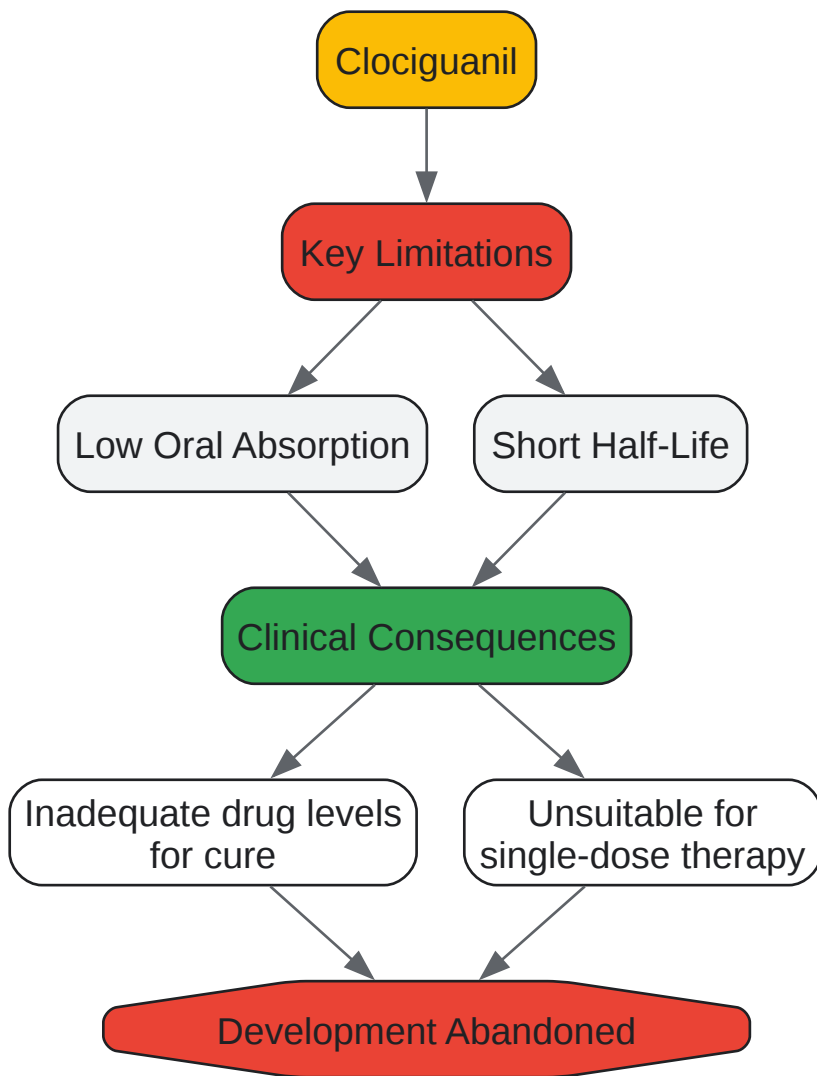 Clociguanil
Key Limitations
Low Oral Absorption
Short Half-Life
Clinical Consequences
Inadequate drug levels
for cure
Unsuitable for
single-dose therapy
Development Abandoned